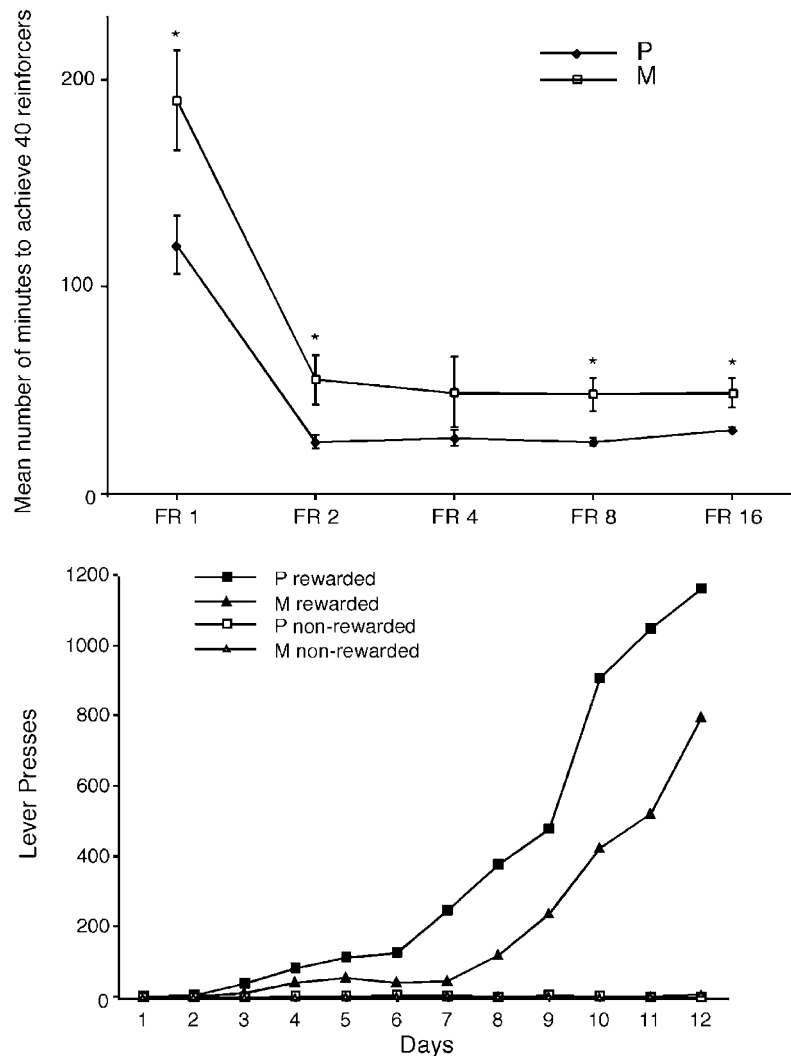 Mean number of minutes to achieve 40 reinforcers
200
100
0
*
*
*
*
P
M
FR 1 FR 2 FR 4 FR 8 FR 16
Lever Presses
1200
1000
800
600
400
200
0
P rewarded
M rewarded
P non-rewarded
M non-rewarded
1 2 3 4 5 6 7 8 9 10 11 12
Days